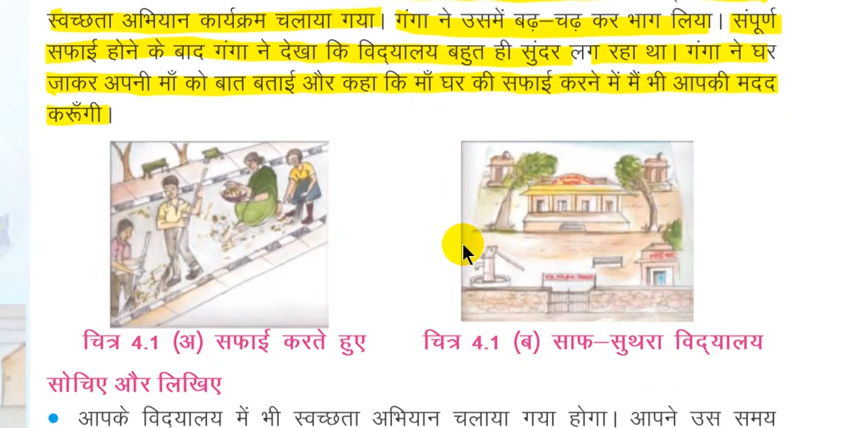 स्वच्छता अभियान कार्यक्रम चलाया गया। गंगा ने उसमें बढ़–चढ़ कर भाग लिया। संपूर्ण
सफाई होने के बाद गंगा ने देखा कि विद्यालय बहुत ही सुंदर लग रहा था। गंगा ने घर
जाकर अपनी माँ को बात बताई और कहा कि माँ घर की सफाई करने में मैं भी आपकी मदद
करूँगी।
चित्र 4.1 (अ) सफाई करते हुए
चित्र 4.1 (ब) साफ–सुथरा विद्यालय
सोचिए और लिखिए
• आपके विद्यालय में भी स्वच्छता अभियान चलाया गया होगा। आपने उस समय